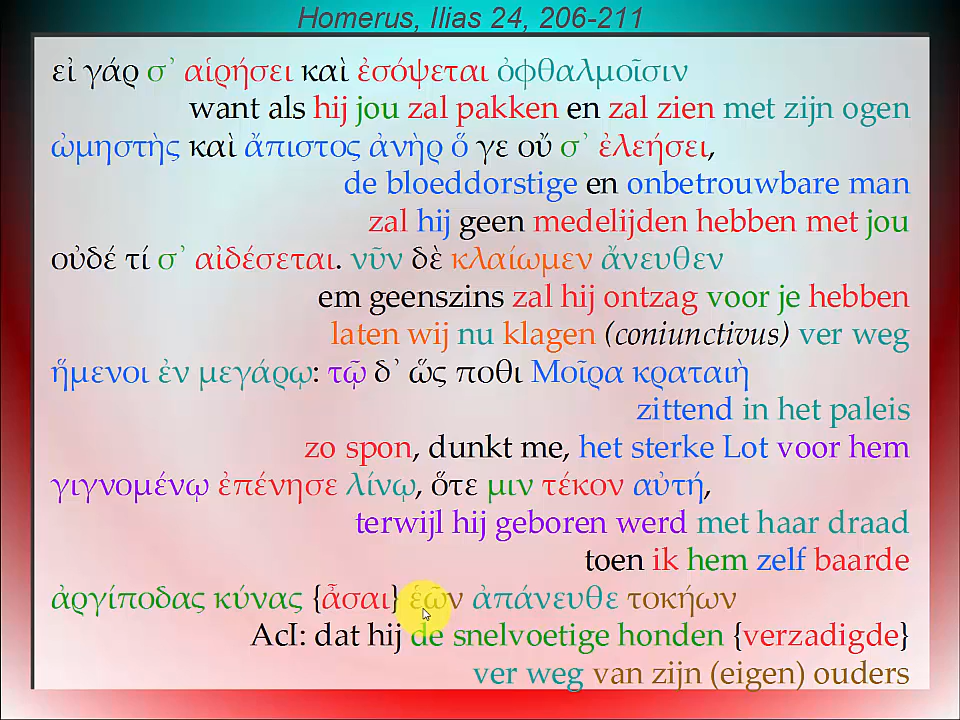 Homerus, Ilias 24, 206-211
εἰ γάρ σ᾽ αἱρήσει καὶ ἐσόψεται ὀφθαλμοῖσιν
want als hij jou zal pakken en zal zien met zijn ogen
ὠμηστὴς καὶ ἄπιστος ἀνὴρ ὅ γε οὔ σ᾽ ἐλεήσει,
de bloeddorstige en onbetrouwbare man
zal hij geen medelijden hebben met jou
οὐδέ τί σ᾽ αἰδέσεται. νῦν δὲ κλαίωμεν ἄνευθεν
em geenszins zal hij ontzag voor je hebben
laten wij nu klagen (coniunctivus) ver weg
ἥμενοι ἐν μεγάρῳ: τῷ δ᾽ ὥς ποθι Μοῖρα κραταιὴ
zittend in het paleis
zo spon, dunkt me, het sterke Lot voor hem
γιγνομένῳ ἐπένησε λίνῳ, ὅτε μιν τέκον αὐτή,
terwijl hij geboren werd met haar draad
toen ik hem zelf baarde
ἀργίποδας κύνας {ἆσαι} ἑῶν ἀπάνευθε τοκήων
AcI: dat hij de snelvoetige honden {verzadigde}
ver weg van zijn (eigen) ouders